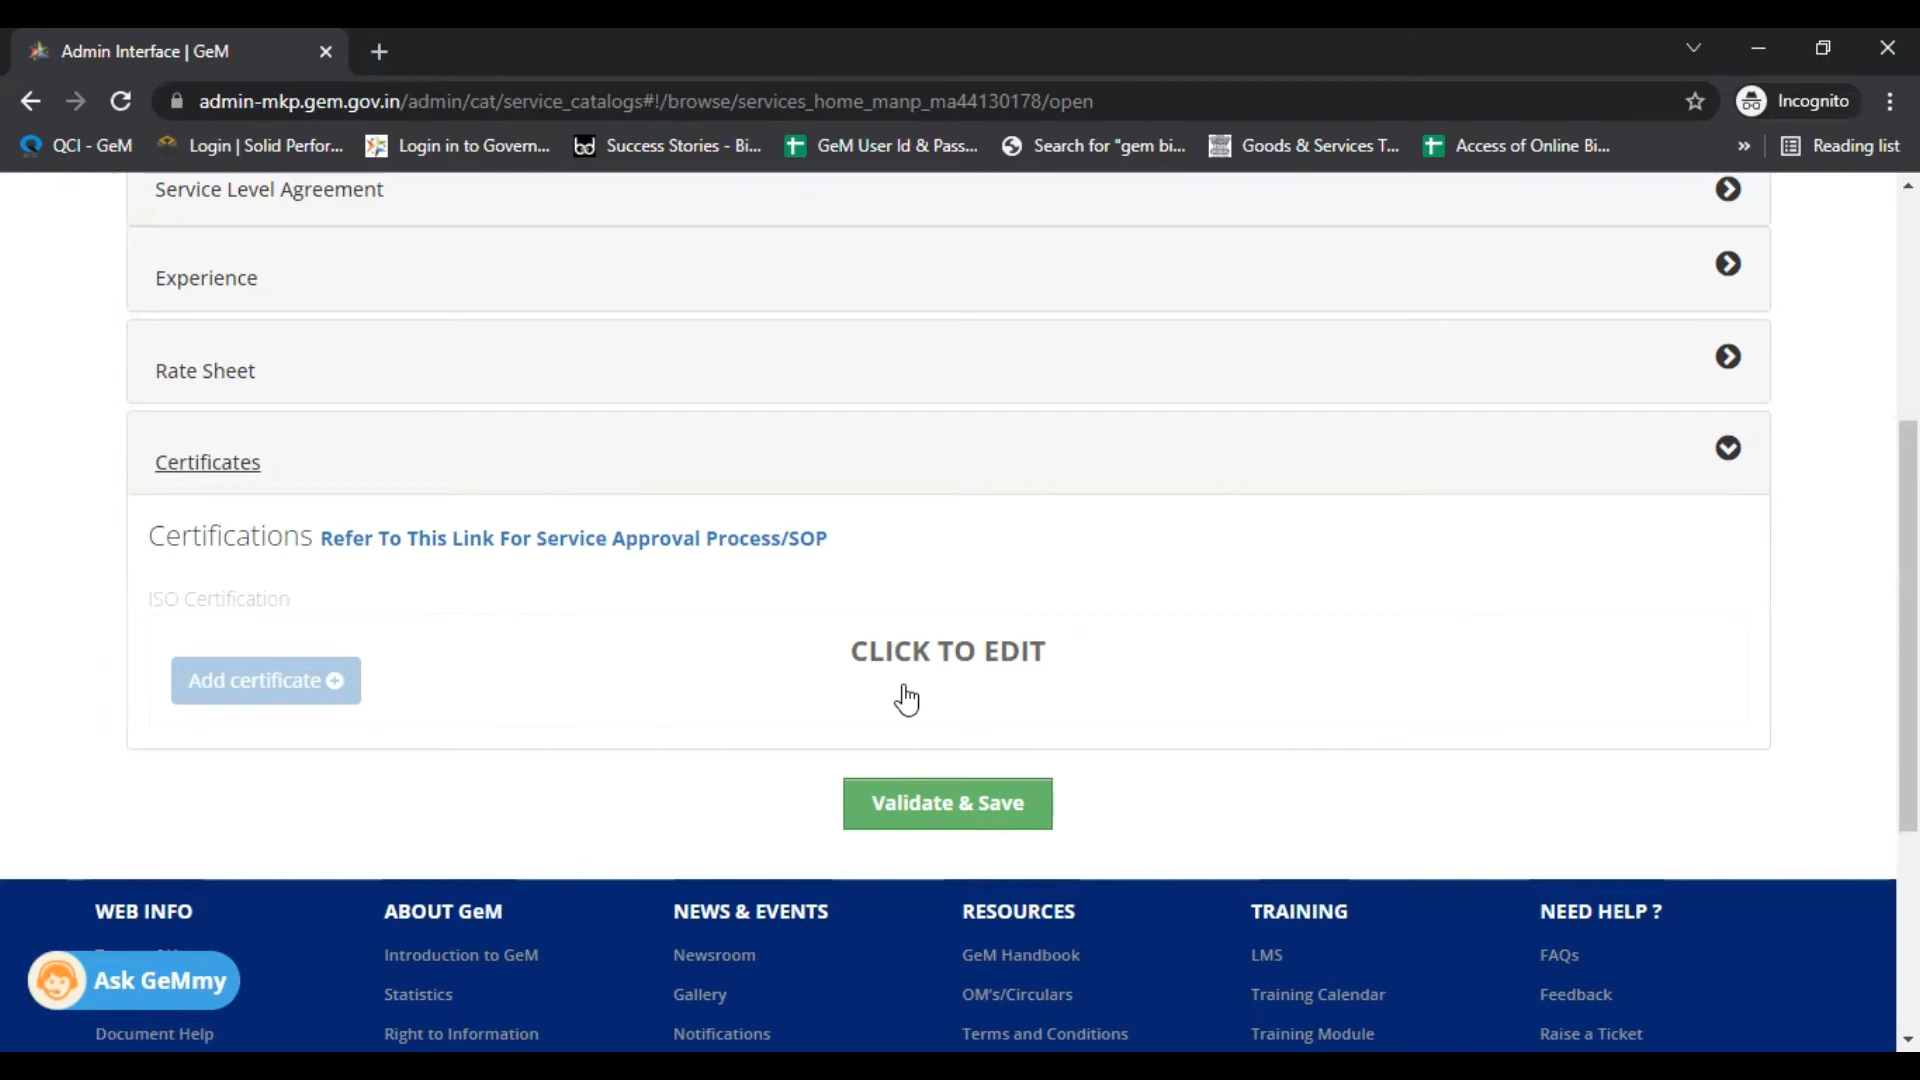 Admin Interface | GeM
admin-mkp.gem.gov.in/admin/cat/service_catalogs#!/browse/services_home_manp_ma44130178/open
Incognito
QCI - GeM
Login | Solid Perfor...
Login in to Govern...
Success Stories - Bi...
GeM User Id & Pass...
Search for "gem bi...
Goods & Services T...
Access of Online Bi...
»
Reading list
Service Level Agreement
Experience
Rate Sheet
Certificates
Certifications Refer To This Link For Service Approval Process/SOP
ISO Certification
CLICK TO EDIT
Add certificate
Validate & Save
WEB INFO
ABOUT GeM
NEWS & EVENTS
RESOURCES
TRAINING
NEED HELP ?
Introduction to GeM
Newsroom
GeM Handbook
LMS
FAQs
Ask GeMmy
Statistics
Gallery
OM's/Circulars
Training Calendar
Feedback
Document Help
Right to Information
Notifications
Terms and Conditions
Training Module
Raise a Ticket